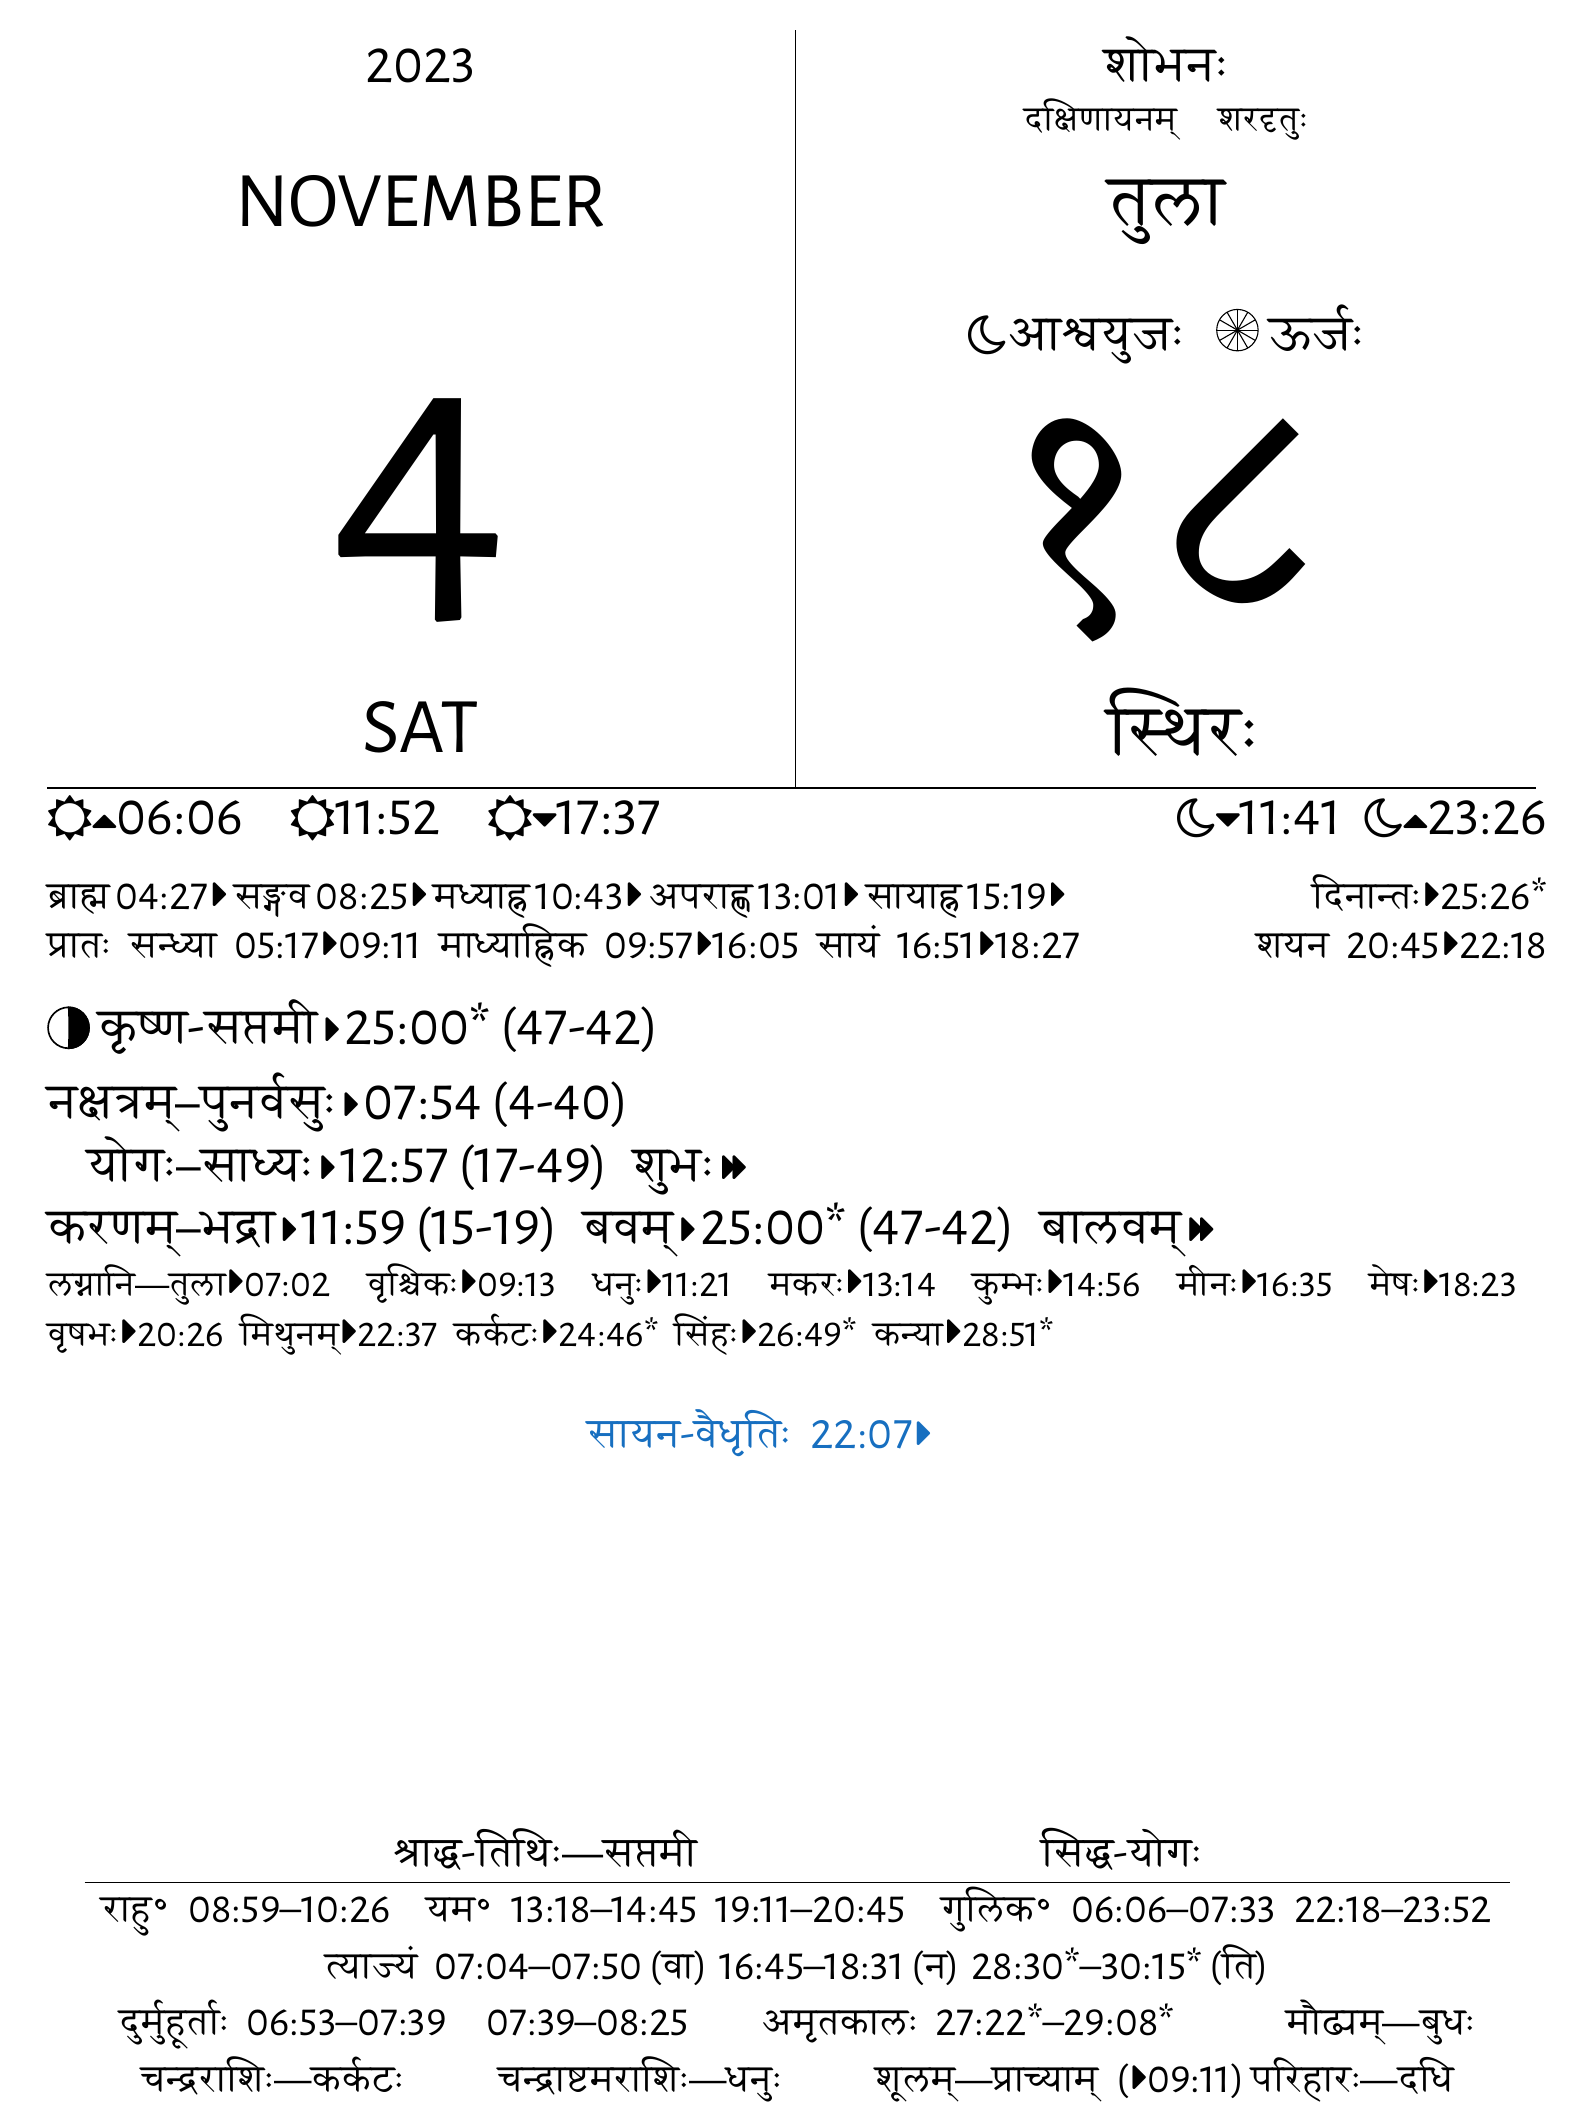 2023
NOVEMBER
4
SAT
शोभनः
दक्षिणायनम् शरदृतुः
तुला
आश्वयुजः ऊर्जः
१८
स्थिरः
06:06 11:52 17:37 11:41 23:26
ब्राह्म 04:27 सङ्गव 08:25 मध्याह्न 10:43 अपराह्ण 13:01 सायाह्न 15:19 दिनान्तः 25:26*
प्रातः सन्ध्या 05:17 09:11 माध्याह्निक 09:57 16:05 सायं 16:51 18:27 शयन 20:45 22:18
कृष्ण-सप्तमी 25:00* (47-42)
नक्षत्रम्–पुनर्वसुः 07:54 (4-40)
योगः–साध्यः 12:57 (17-49) शुभः
करणम्–भद्रा 11:59 (15-19) बवम् 25:00* (47-42) बालवम्
लग्नानि—तुला 07:02 वृश्चिकः 09:13 धनुः 11:21 मकरः 13:14 कुम्भः 14:56 मीनः 16:35 मेषः 18:23
वृषभः 20:26 मिथुनम् 22:37 कर्कटः 24:46* सिंहः 26:49* कन्या 28:51*
सायन-वैधृतिः 22:07
श्राद्ध-तिथिः—सप्तमी सिद्ध-योगः
राहु॰ 08:59–10:26 यम॰ 13:18–14:45 19:11–20:45 गुलिक॰ 06:06–07:33 22:18–23:52
त्याज्यं 07:04–07:50 (वा) 16:45–18:31 (न) 28:30*–30:15* (ति)
दुर्मुहूर्ताः 06:53–07:39 07:39–08:25 अमृतकालः 27:22*–29:08* मौढ्यम्—बुधः
चन्द्रराशिः—कर्कटः चन्द्राष्टमराशिः—धनुः शूलम्—प्राच्याम् (09:11) परिहारः—दधि